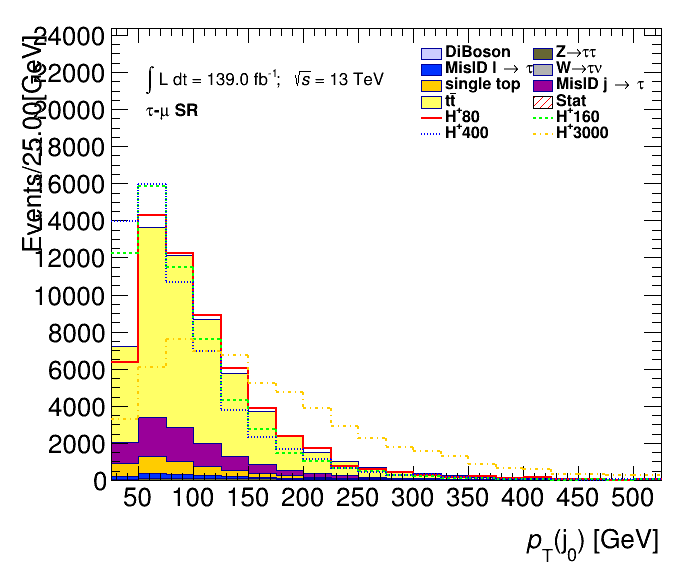 24000
22000
20000
18000
16000
14000
12000
10000
8000
6000
4000
2000
0
Events/25.00[GeV]
∫ L dt = 139.0 fb⁻¹; √s = 13 TeV
τ-μ SR
DiBoson Z→ττ
MisID l → τ W→τν
single top MisID j → τ
tt̄ Stat
H⁺80 H⁺160
H⁺400 H⁺3000
50 100 150 200 250 300 350 400 450 500
p_T(j_0) [GeV]